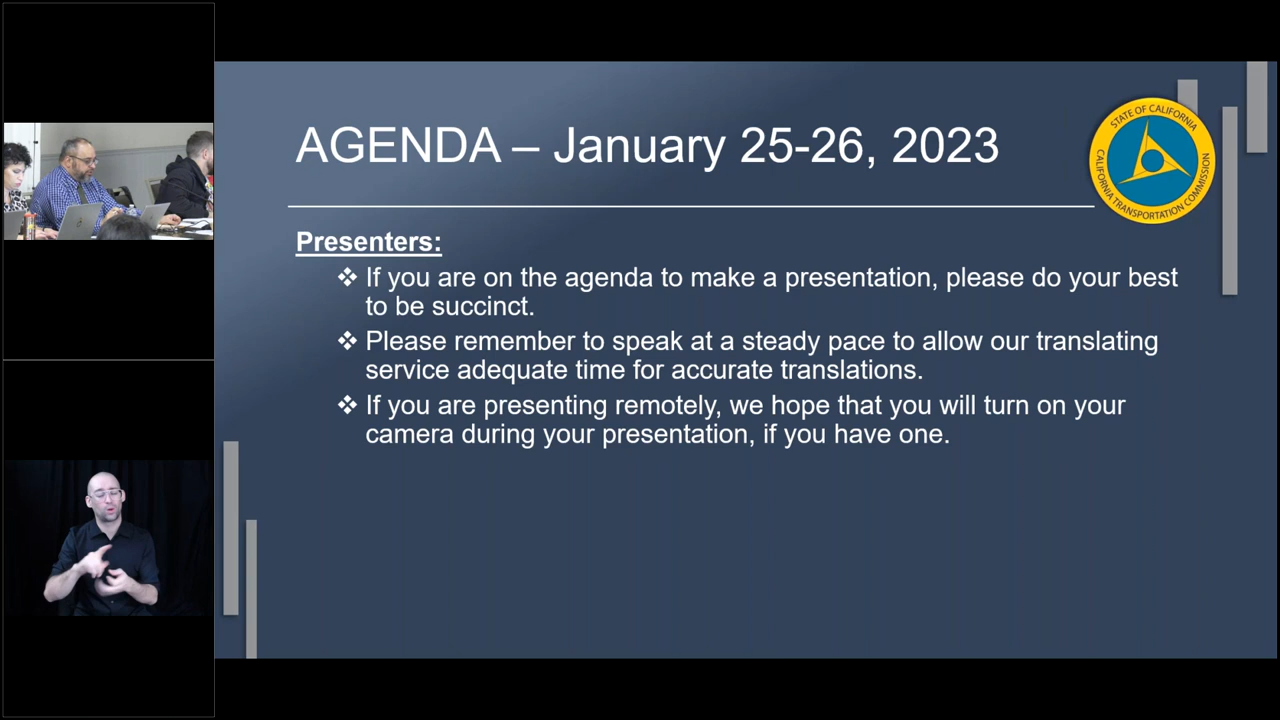 AGENDA – January 25-26, 2023
STATE OF CALIFORNIA
CALIFORNIA TRANSPORTATION COMMISSION
Presenters:
❖ If you are on the agenda to make a presentation, please do your best
to be succinct.
❖ Please remember to speak at a steady pace to allow our translating
service adequate time for accurate translations.
❖ If you are presenting remotely, we hope that you will turn on your
camera during your presentation, if you have one.